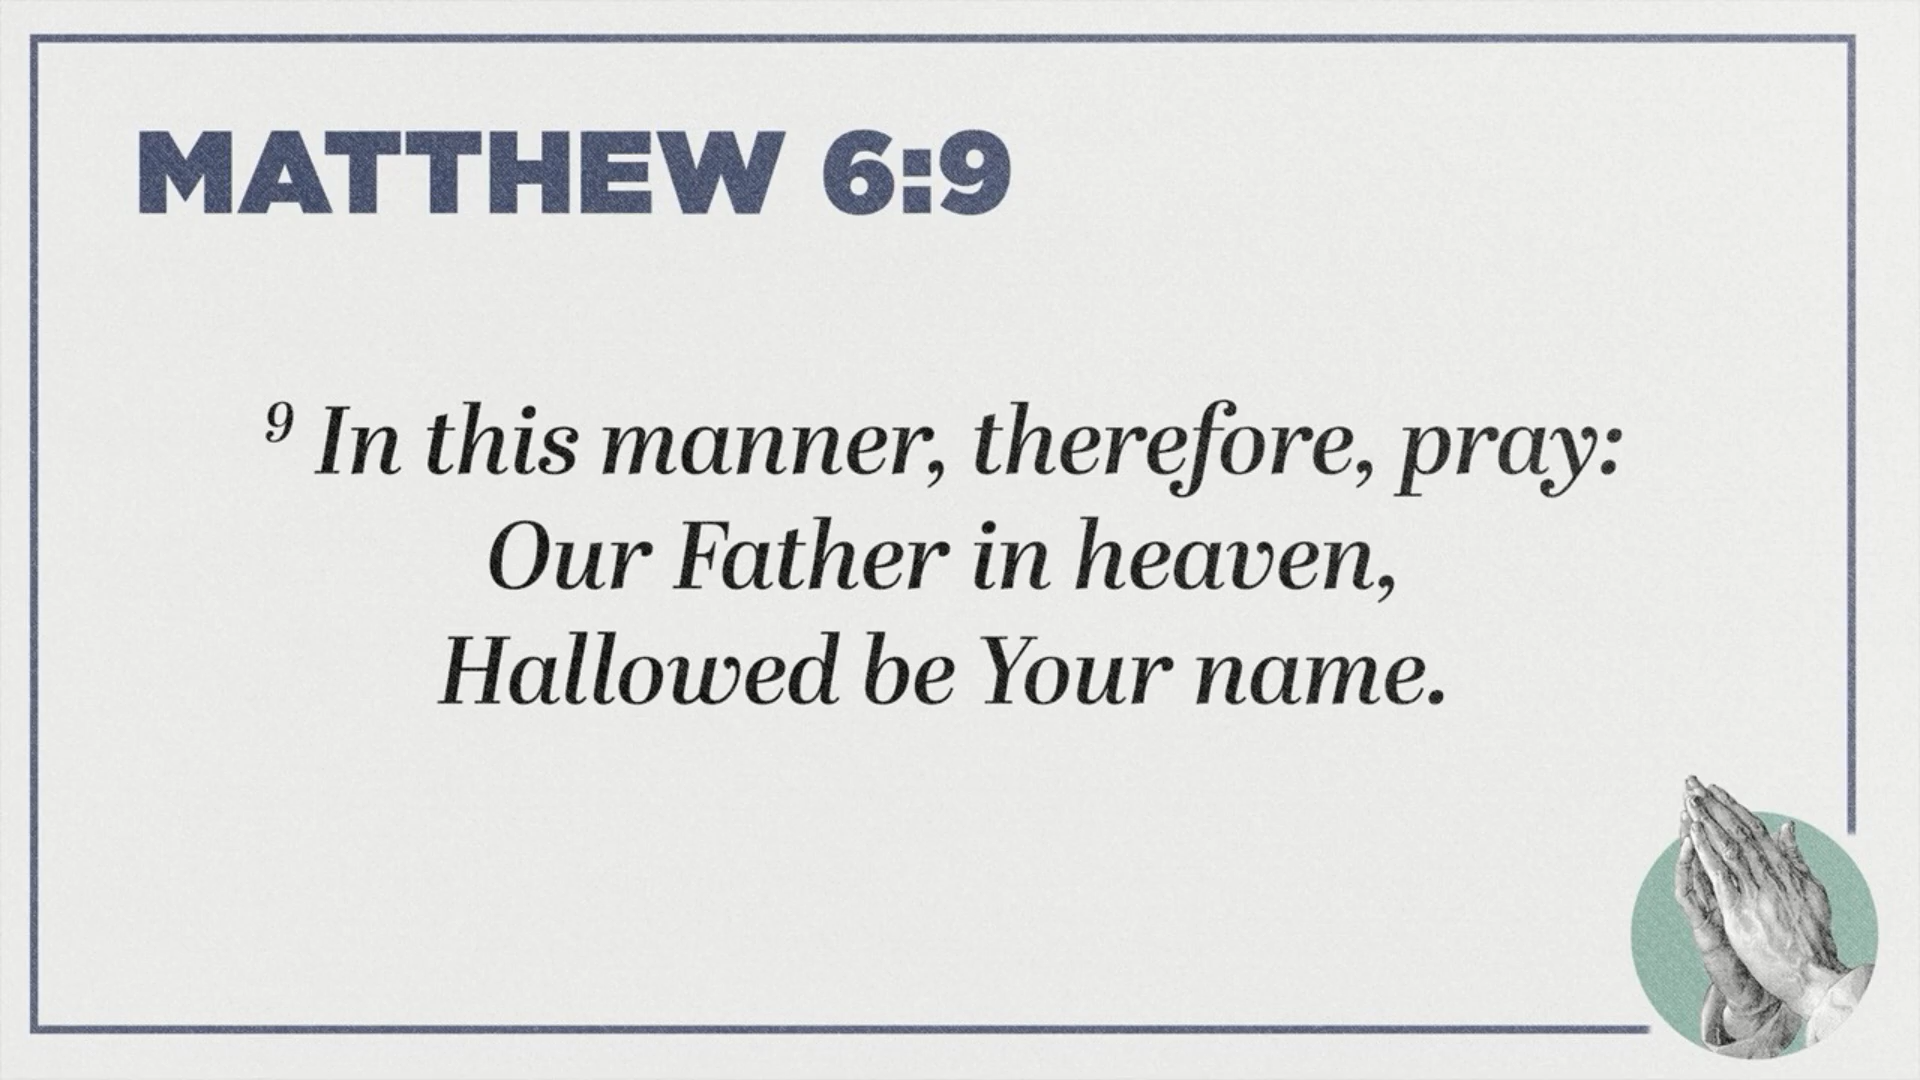 MATTHEW 6:9
⁹ In this manner, therefore, pray:
Our Father in heaven,
Hallowed be Your name.